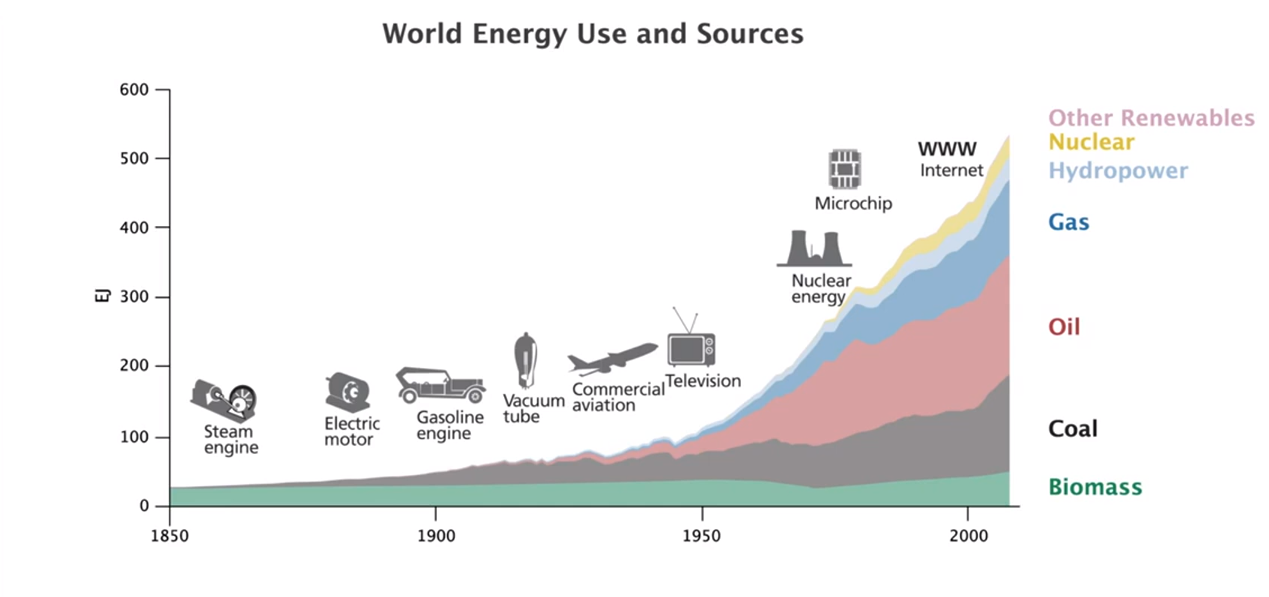 World Energy Use and Sources
600
500
400
300
200
100
0
EJ
1850
1900
1950
2000
Steam
engine
Electric
motor
Gasoline
engine
Vacuum
tube
Commercial
aviation
Television
Nuclear
energy
Microchip
WWW
Internet
Other Renewables
Nuclear
Hydropower
Gas
Oil
Coal
Biomass